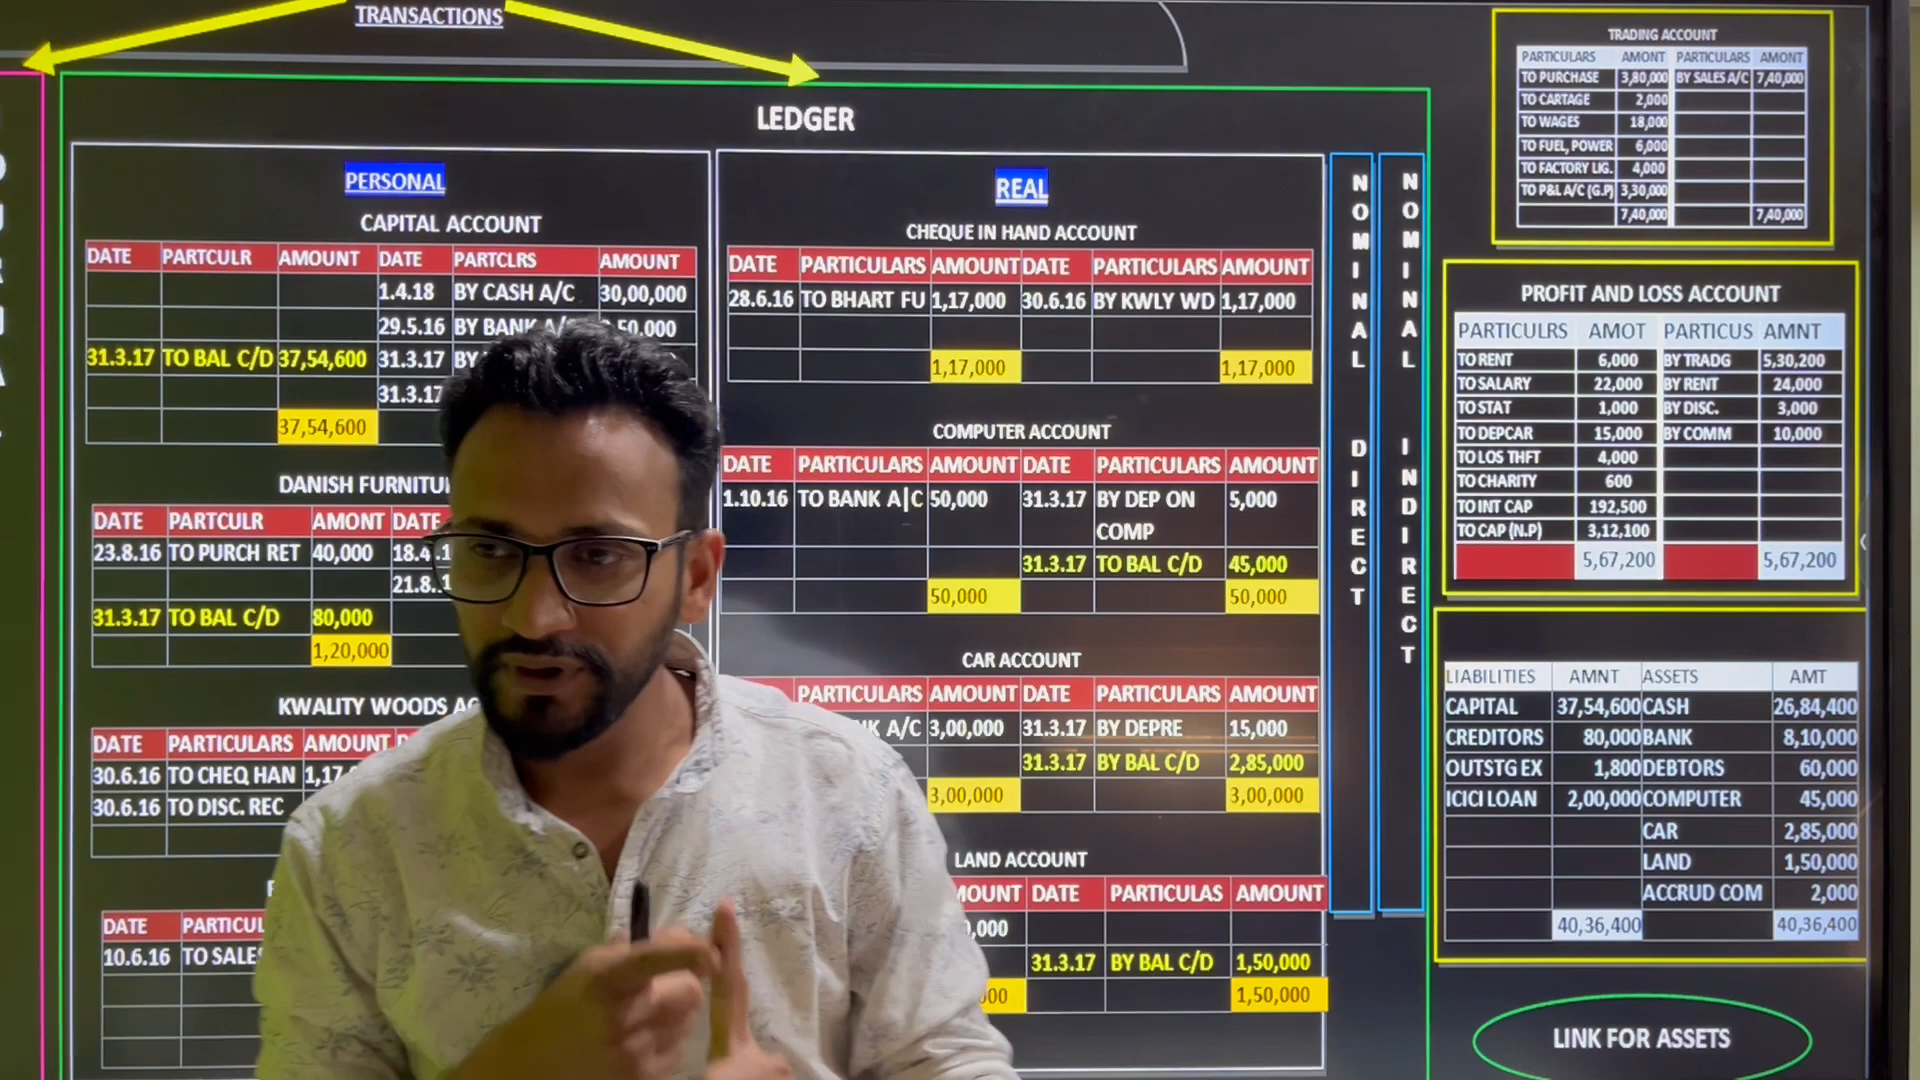 TRANSACTIONS
LEDGER
PERSONAL
CAPITAL ACCOUNT
DATE PARTCULR AMOUNT DATE PARTCLRS AMOUNT
1.4.18 BY CASH A/C 30,00,000
29.5.16 BY BANK
31.3.17 TO BAL C/D 37,54,600 31.3.17 BY
31.3.17
37,54,600
DANISH
DATE PARTCULR AMONT DATE
23.8.16 TO PURCH RET 40,000
31.3.17 TO BAL C/D 80,000
1,20,000
KWALITY WOODS
DATE PARTICULARS AMOUNT
30.6.16 TO CHEQ HAN
30.6.16 TO DISC. REC
DATE
10.6.16 TO
REAL
CHEQUE IN HAND ACCOUNT
DATE PARTICULARS AMOUNT DATE PARTICULARS AMOUNT
28.6.16 TO BHART FU 1,17,000 30.6.16 BY KWLY WD 1,17,000
1,17,000 1,17,000
COMPUTER ACCOUNT
DATE PARTICULARS AMOUNT DATE PARTICULARS AMOUNT
1.10.16 TO BANK A|C 50,000 31.3.17 BY DEP ON 5,000
COMP
31.3.17 TO BAL C/D 45,000
50,000 50,000
CAR ACCOUNT
PARTICULARS AMOUNT DATE PARTICULARS AMOUNT
A/C 3,00,000 31.3.17 BY DEPRE 15,000
31.3.17 BY BAL C/D 2,85,000
3,00,000 3,00,000
LAND ACCOUNT
DATE PARTICULAS AMOUNT
31.3.17 BY BAL C/D 1,50,000
1,50,000
NOMINAL DIRECT
NOMINAL INDIRECT
TRADING ACCOUNT
PARTICULARS AMONT PARTICULARS AMONT
TO PURCHASE 3,80,000 BY SALES A/C 7,40,000
TO CARTAGE 2,000
TO WAGES 18,000
TO FUEL, POWER 6,000
TO FACTORY LIG. 4,000
TO P&L A/C (G.P) 3,30,000
7,40,000 7,40,000
PROFIT AND LOSS ACCOUNT
PARTICULRS AMOT PARTICUS AMNT
TO RENT 6,000 BY TRADG 5,30,200
TO SALARY 22,000 BY RENT 24,000
TO STAT 1,000 BY DISC. 3,000
TO DEPCAR 15,000 BY COMM 10,000
TO LOS THFT 4,000
TO CHARITY 600
TO INT CAP 192,500
TO CAP (N.P) 3,12,100
5,67,200 5,67,200
LIABILITIES AMNT ASSETS AMT
CAPITAL 37,54,600 CASH 26,84,400
CREDITORS 80,000 BANK 8,10,000
OUTSTG EX 1,800 DEBTORS 60,000
ICICI LOAN 2,00,000 COMPUTER 45,000
CAR 2,85,000
LAND 1,50,000
ACCRUD COM 2,000
40,36,400 40,36,400
LINK FOR ASSETS